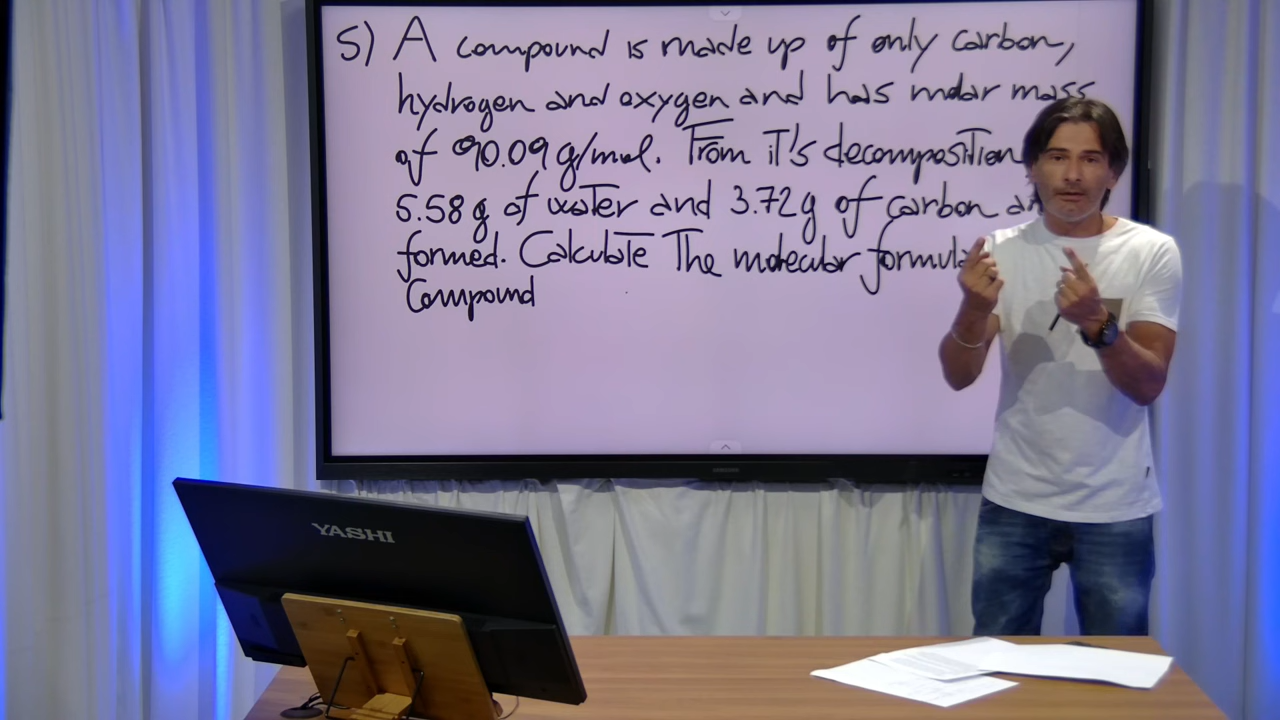 5) A compound is made up of only carbon,
hydrogen and oxygen and has molar mass
of 90.09 g/mol. From it's decomposition
5.58 g of water and 3.72 g of carbon
formed. Calculate the molecular formula
Compound
YASHI